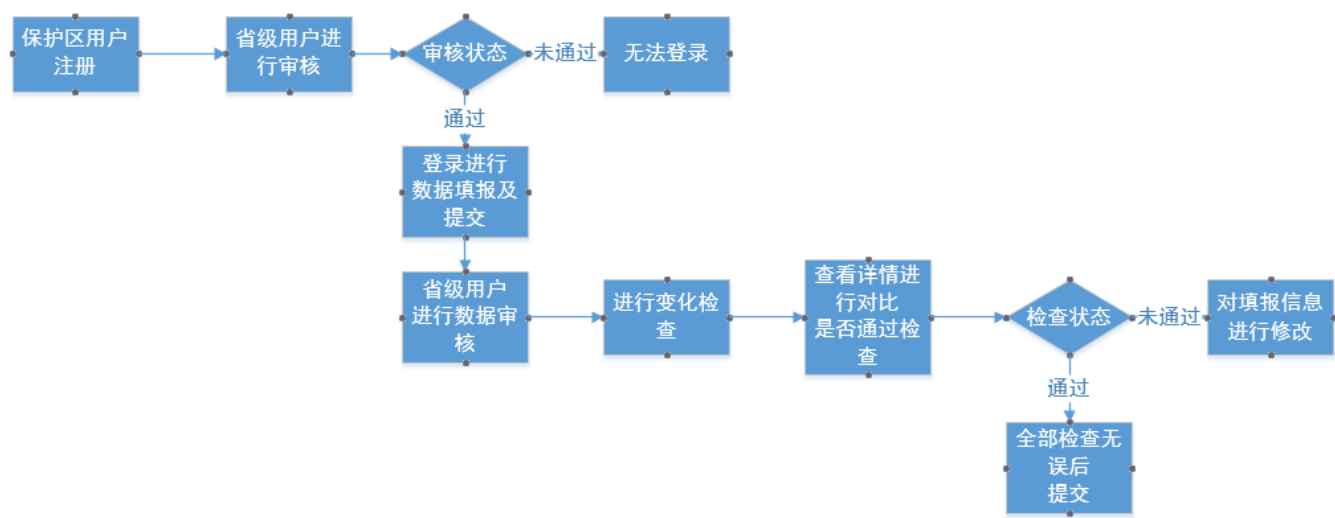 保护区用户
注册
省级用户进
行审核
审核状态
未通过
无法登录
通过
登录进行
数据填报及
提交
省级用户
进行数据审
核
进行变化检
查
查看详情进
行对比
是否通过检
查
检查状态
未通过
对填报信息
进行修改
通过
全部检查无
误后
提交